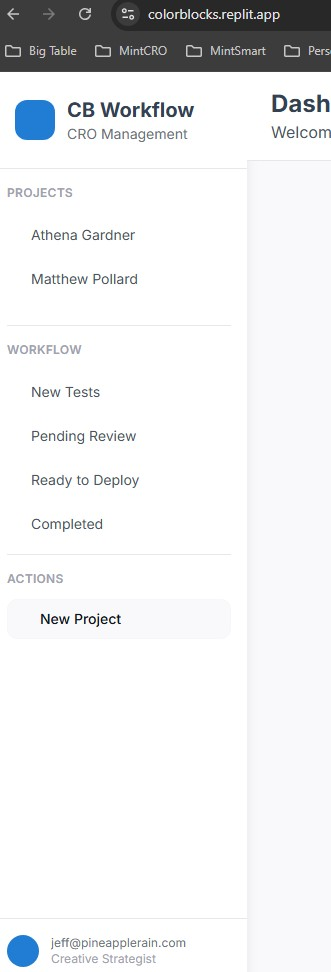 colorblocks.replit.app
Big Table MintCRO MintSmart Pers
CB Workflow
CRO Management
Dash
Welcom
PROJECTS
Athena Gardner
Matthew Pollard
WORKFLOW
New Tests
Pending Review
Ready to Deploy
Completed
ACTIONS
New Project
jeff@pineapplerain.com
Creative Strategist